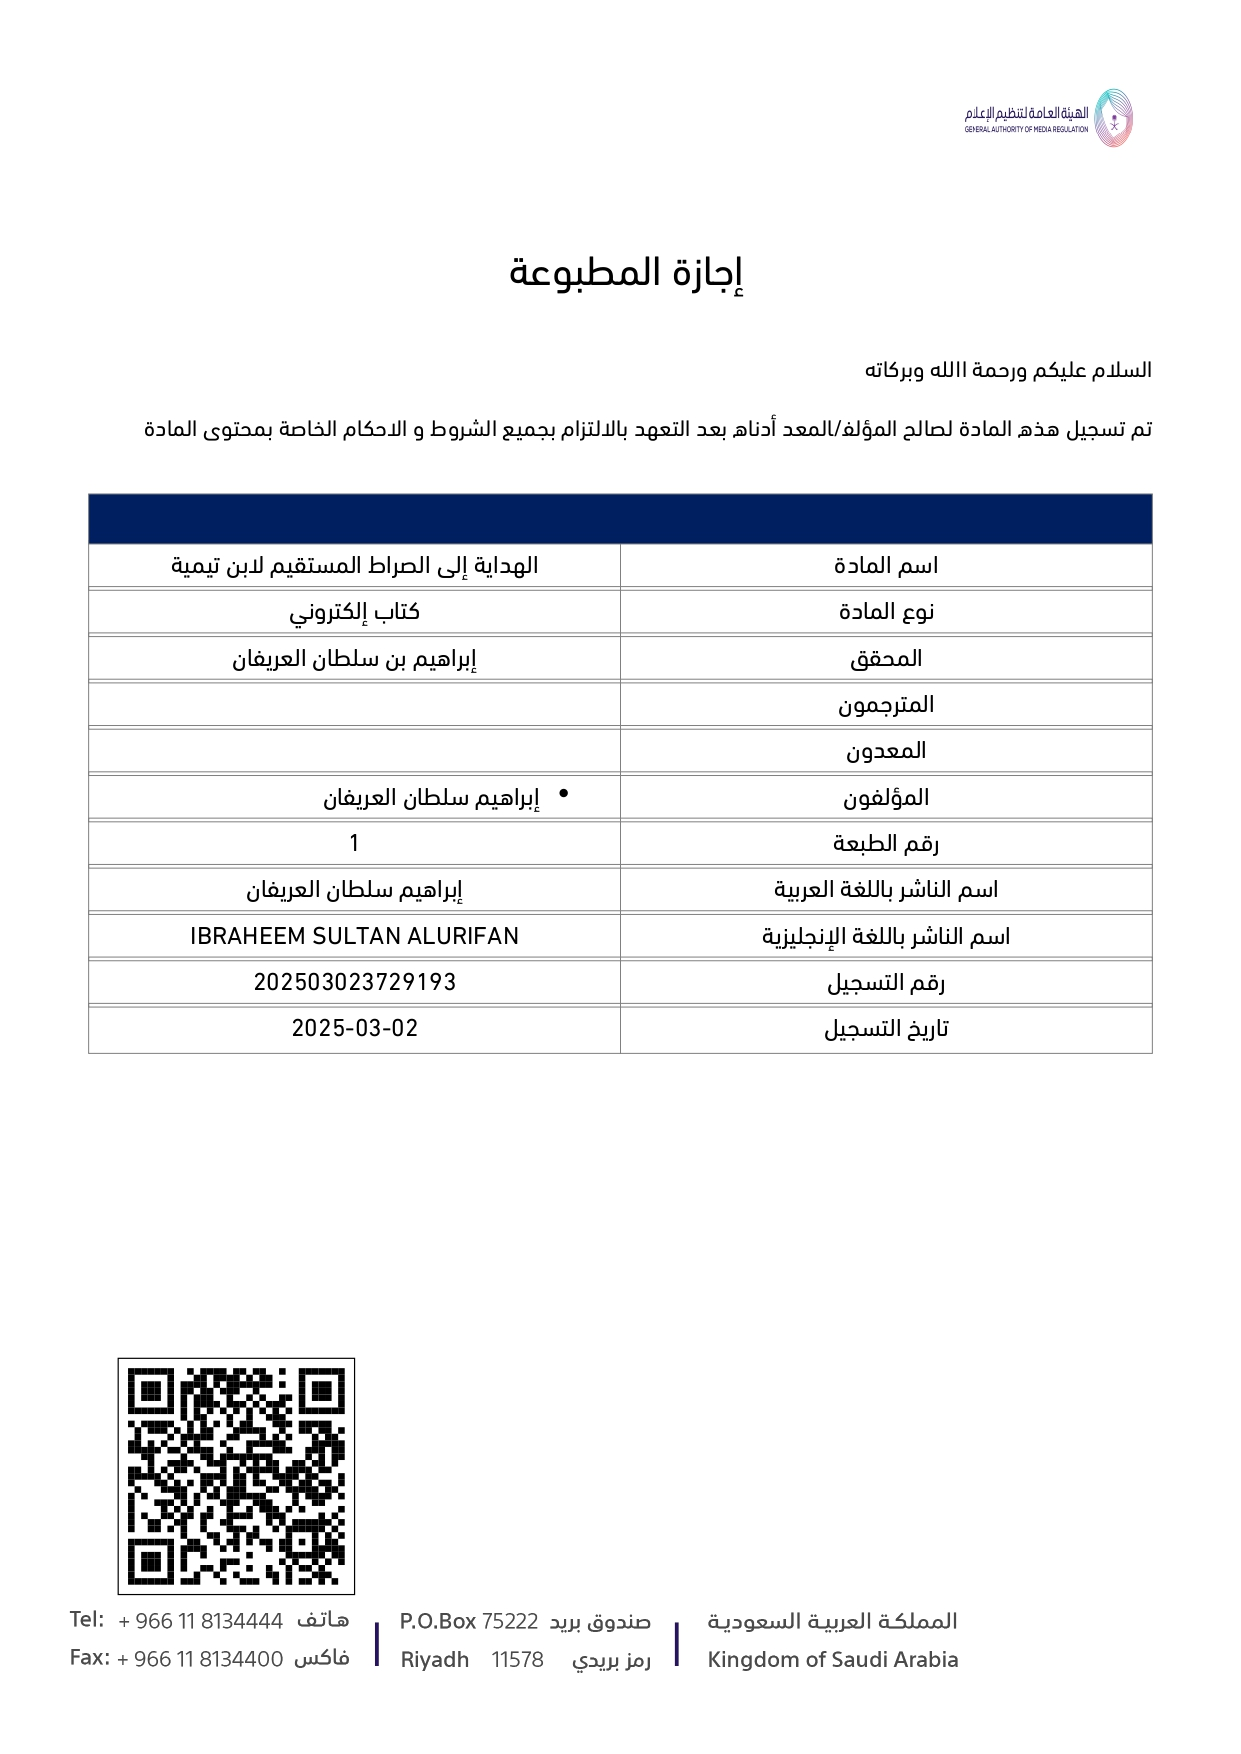 الهيئة العامة لتنظيم الإعلام
GENERAL AUTHORITY OF MEDIA REGULATION
إجازة المطبوعة
السلام عليكم ورحمة االله وبركاته
تم تسجيل هذه المادة لصالح المؤلف/المعد أدناه بعد التعهد بالالتزام بجميع الشروط و الاحكام الخاصة بمحتوى المادة
اسم المادة الهداية إلى الصراط المستقيم لابن تيمية
نوع المادة كتاب إلكتروني
المحقق إبراهيم بن سلطان العريفان
المترجمون
المعدون
المؤلفون • إبراهيم سلطان العريفان
رقم الطبعة 1
اسم الناشر باللغة العربية إبراهيم سلطان العريفان
اسم الناشر باللغة الإنجليزية IBRAHEEM SULTAN ALURIFAN
رقم التسجيل 202503023729193
تاريخ التسجيل 2025-03-02
المملكة العربية السعودية
Kingdom of Saudi Arabia
P.O.Box 75222 صندوق بريد
Riyadh 11578 رمز بريدي
Tel: + 966 11 8134444 هاتف
Fax: + 966 11 8134400 فاكس